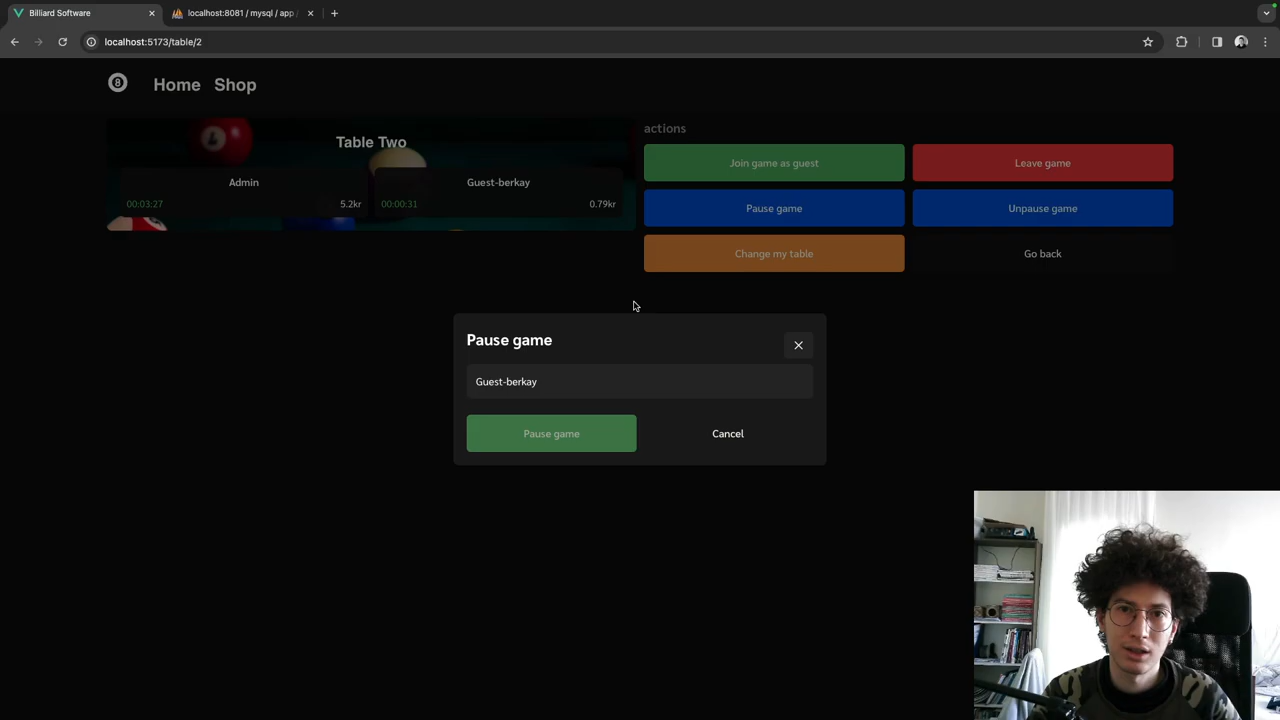 Billiard Software
localhost:8081 / mysql / app
localhost:5173/table/2
8
Home
Shop
Table Two
Admin
00:03:27
5.2kr
Guest-berkay
00:00:31
0.79kr
actions
Join game as guest
Leave game
Pause game
Unpause game
Change my table
Go back
Pause game
Guest-berkay
Pause game
Cancel